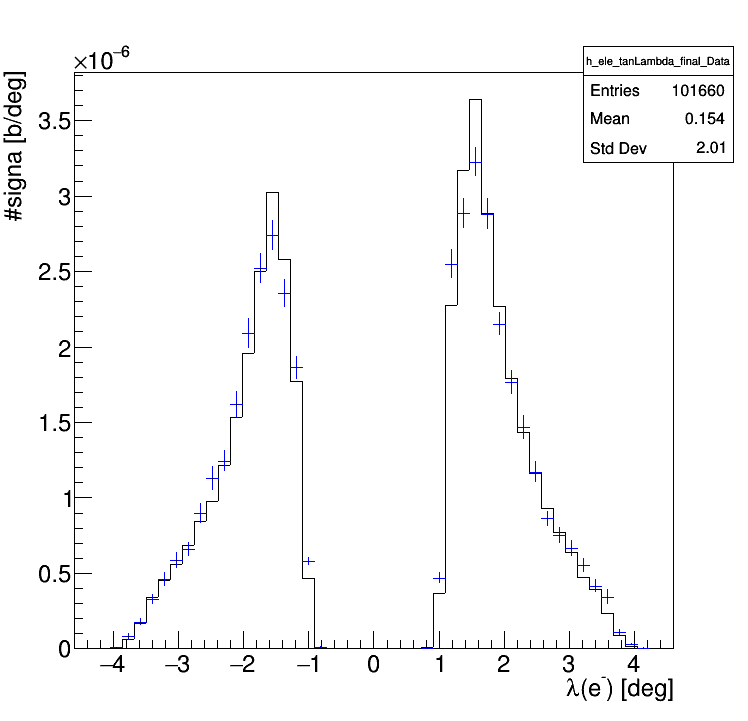 ×10⁻⁶
h_ele_tanLambda_final_Data
Entries 101660
Mean 0.154
Std Dev 2.01
#signa [b/deg]
3.5
3
2.5
2
1.5
1
0.5
0
−4 −3 −2 −1 0 1 2 3 4
λ(e⁻) [deg]